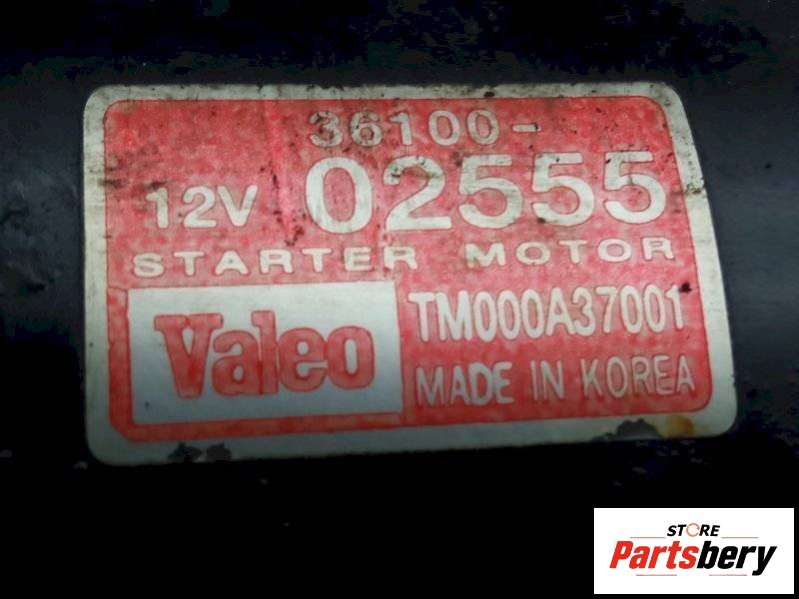 36100-
12V 02555
STARTER MOTOR
Valeo
TM000A37001
MADE IN KOREA
STORE
Partsbery